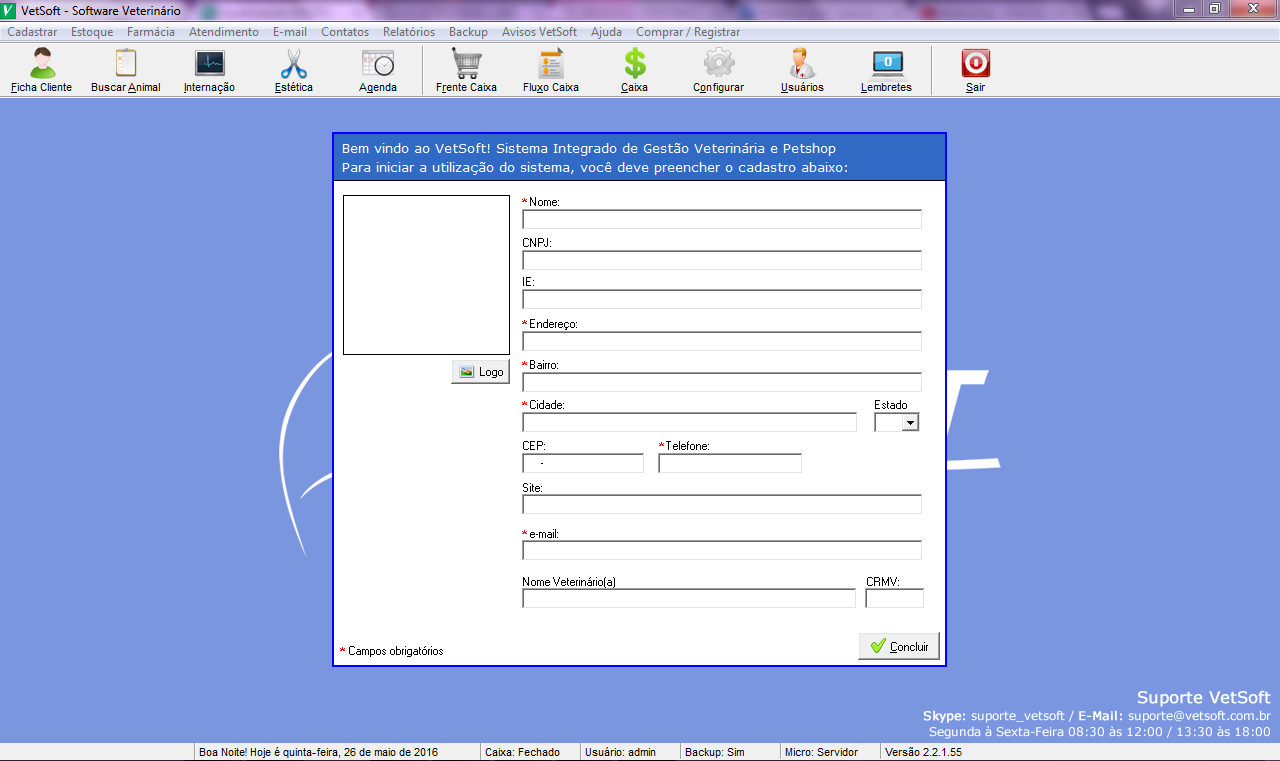 VetSoft - Software Veterinário
Cadastrar Estoque Farmácia Atendimento E-mail Contatos Relatórios Backup Avisos VetSoft Ajuda Comprar / Registrar
0
Ficha Cliente Buscar Animal Internação Estética Agenda Frente Caixa Fluxo Caixa Caixa Configurar Usuários Lembretes Sair
Bem vindo ao VetSoft! Sistema Integrado de Gestão Veterinária e Petshop
Para iniciar a utilização do sistema, você deve preencher o cadastro abaixo:
* Nome:
CNPJ:
IE:
* Endereço:
* Bairro:
Logo
* Cidade: Estado
CEP: * Telefone:
-
Site:
* e-mail:
Nome Veterinário(a) CRMV:
* Campos obrigatórios
Concluir
Suporte VetSoft
Skype: suporte_vetsoft / E-Mail: suporte@vetsoft.com.br
Segunda à Sexta-Feira 08:30 às 12:00 / 13:30 às 18:00
Boa Noite! Hoje é quinta-feira, 26 de maio de 2016 Caixa: Fechado Usuário: admin Backup: Sim Micro: Servidor Versão 2.2.1.55